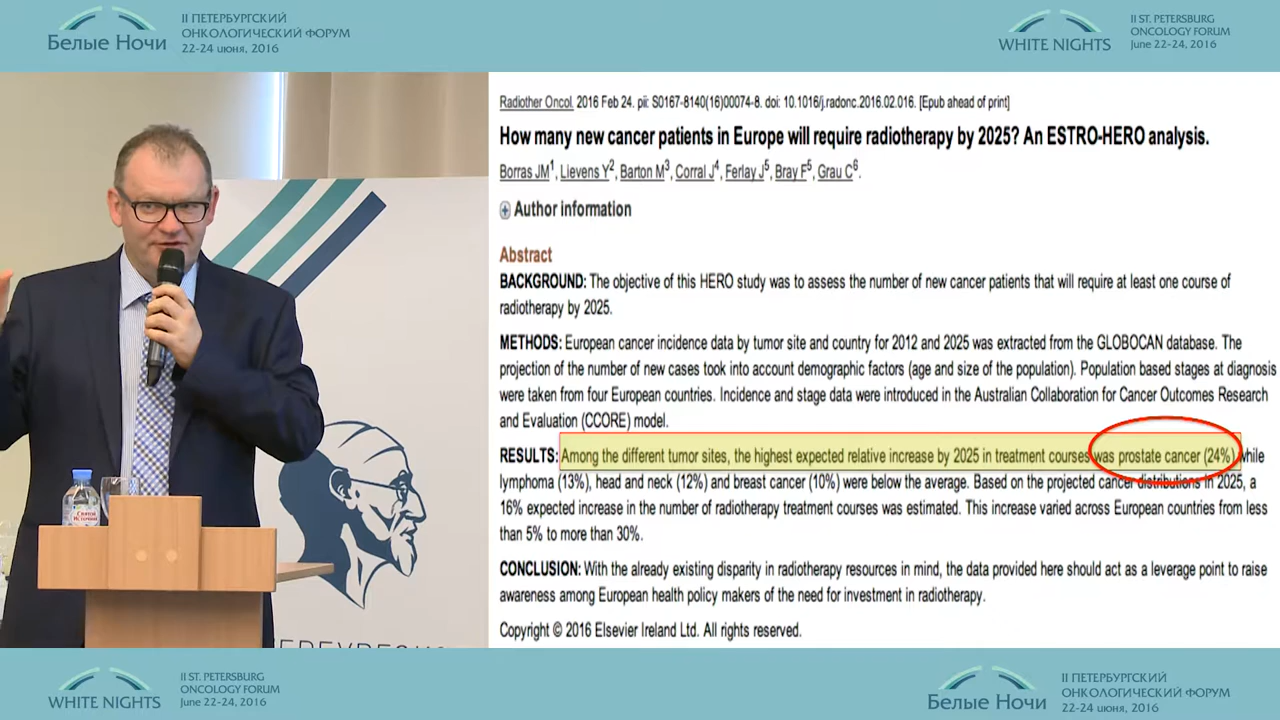 II ПЕТЕРБУРГСКИЙ
ОНКОЛОГИЧЕСКИЙ ФОРУМ
22-24 июня, 2016
Белые Ночи
II ST. PETERSBURG
ONCOLOGY FORUM
June 22-24, 2016
WHITE NIGHTS
Radiother Oncol. 2016 Feb 24. pii: S0167-8140(16)00074-8. doi: 10.1016/j.radonc.2016.02.016. [Epub ahead of print]
How many new cancer patients in Europe will require radiotherapy by 2025? An ESTRO-HERO analysis.
Borras JM1, Lievens Y2, Barton M3, Corral J4, Ferlay J5, Bray F5, Grau C6.
Author information
Abstract
BACKGROUND: The objective of this HERO study was to assess the number of new cancer patients that will require at least one course of
radiotherapy by 2025.
METHODS: European cancer incidence data by tumor site and country for 2012 and 2025 was extracted from the GLOBOCAN database. The
projection of the number of new cases took into account demographic factors (age and size of the population). Population based stages at diagnosis
were taken from four European countries. Incidence and stage data were introduced in the Australian Collaboration for Cancer Outcomes Research
and Evaluation (CCORE) model.
RESULTS: Among the different tumor sites, the highest expected relative increase by 2025 in treatment courses was prostate cancer (24%) while
lymphoma (13%), head and neck (12%) and breast cancer (10%) were below the average. Based on the projected cancer distributions in 2025, a
16% expected increase in the number of radiotherapy treatment courses was estimated. This increase varied across European countries from less
than 5% to more than 30%.
CONCLUSION: With the already existing disparity in radiotherapy resources in mind, the data provided here should act as a leverage point to raise
awareness among European health policy makers of the need for investment in radiotherapy.
Copyright © 2016 Elsevier Ireland Ltd. All rights reserved.
Святой
Источник
II ST. PETERSBURG
ONCOLOGY FORUM
June 22-24, 2016
WHITE NIGHTS
II ПЕТЕРБУРГСКИЙ
ОНКОЛОГИЧЕСКИЙ ФОРУМ
22-24 июня, 2016
Белые Ночи